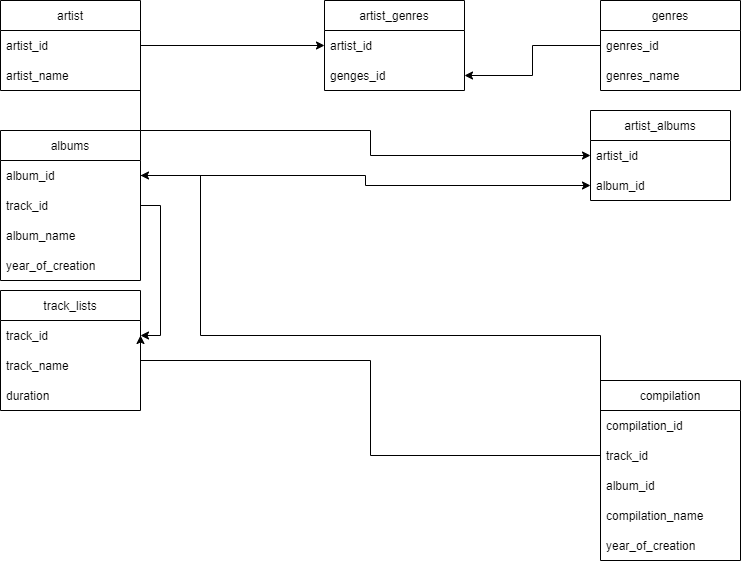 artist
artist_id
artist_name
artist_genres
artist_id
genges_id
genres
genres_id
genres_name
artist_albums
artist_id
album_id
albums
album_id
track_id
album_name
year_of_creation
track_lists
track_id
track_name
duration
compilation
compilation_id
track_id
album_id
compilation_name
year_of_creation